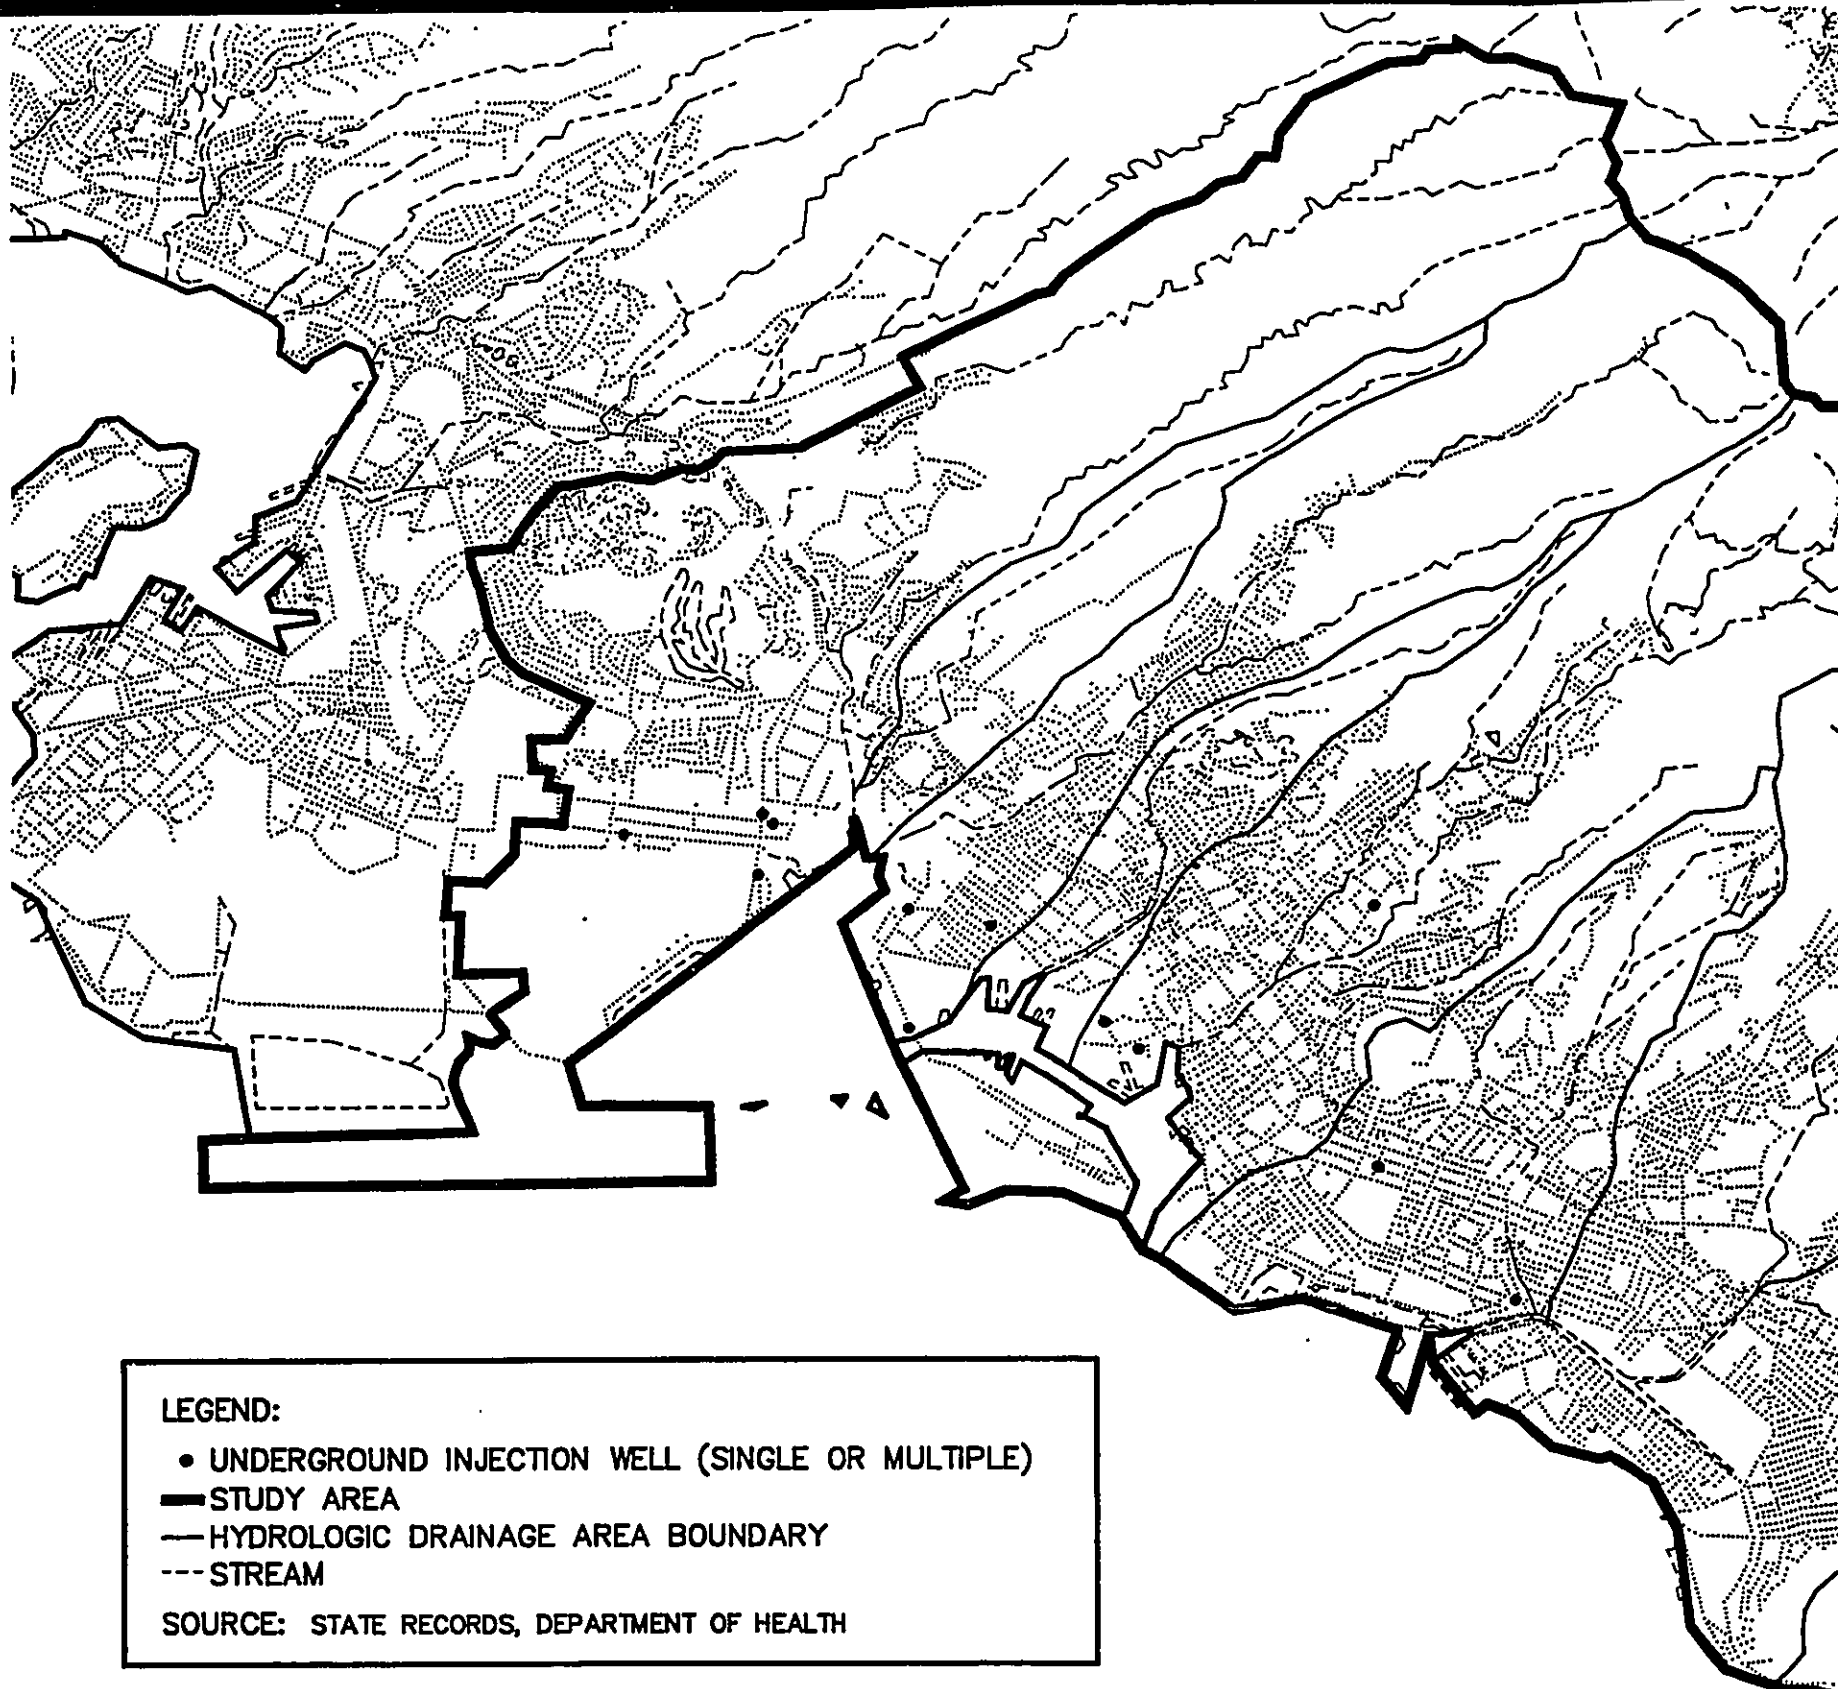 LEGEND:
UNDERGROUND INJECTION WELL (SINGLE OR MULTIPLE)
STUDY AREA
HYDROLOGIC DRAINAGE AREA BOUNDARY
STREAM
SOURCE: STATE RECORDS, DEPARTMENT OF HEALTH